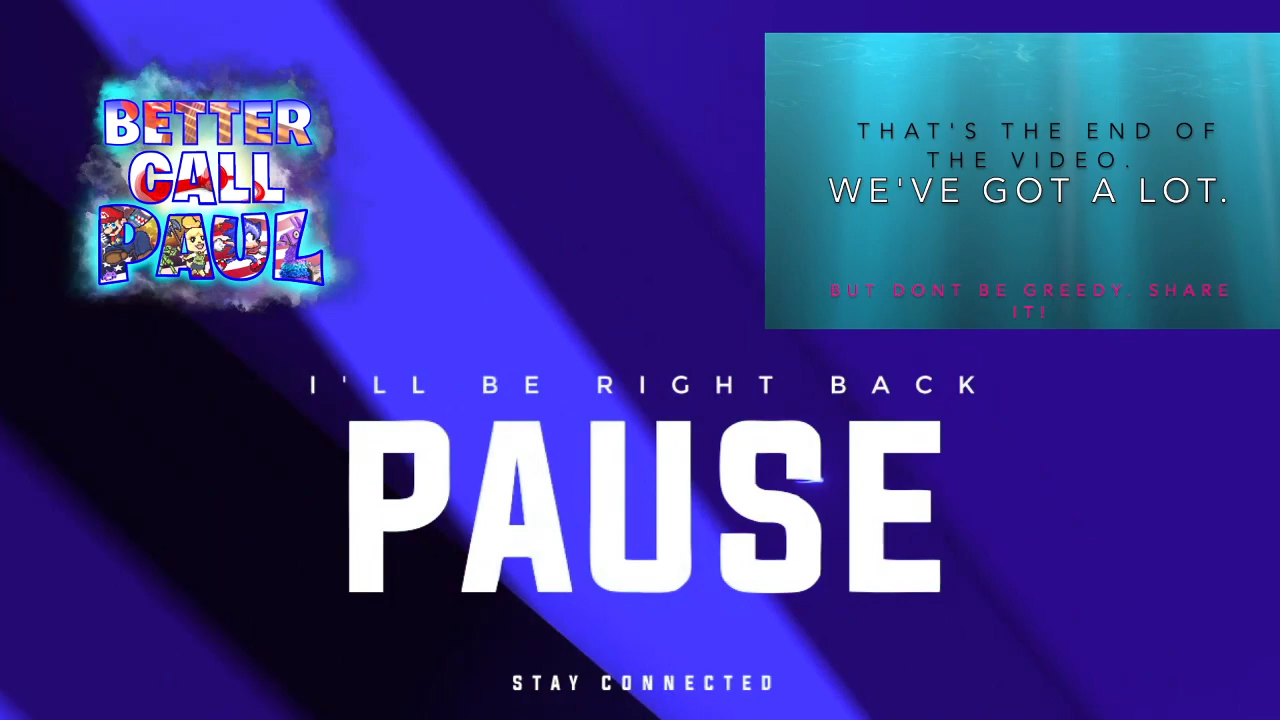 BETTER
CALL
PAUL
THAT'S THE END OF
THE VIDEO.
WE'VE GOT A LOT.
BUT DONT BE GREEDY. SHARE
IT!
I'LL BE RIGHT BACK
PAUSE
STAY CONNECTED